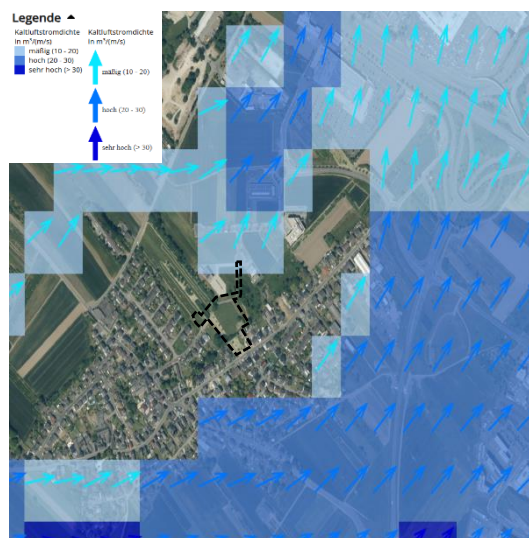 Legende
Kaltluftstromdichte
in m³/(m/s)
mäßig (10 - 20)
hoch (20 - 30)
sehr hoch (> 30)
Kaltluftstromdichte
in m³/(m/s)
mäßig (10 - 20)
hoch (20 - 30)
sehr hoch (> 30)